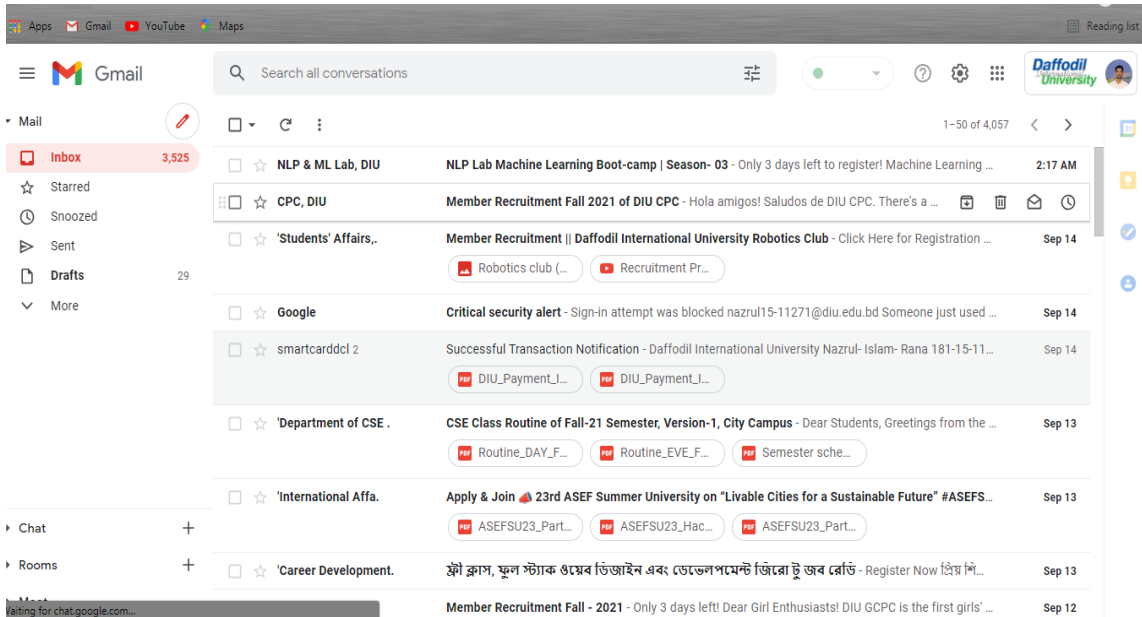 Apps Gmail YouTube Maps Reading list
Gmail Search all conversations Daffodil International University
Mail
1–50 of 4,057
Inbox 3,525
NLP & ML Lab, DIU NLP Lab Machine Learning Boot-camp | Season- 03 - Only 3 days left to register! Machine Learning ... 2:17 AM
Starred
CPC, DIU Member Recruitment Fall 2021 of DIU CPC - Hola amigos! Saludos de DIU CPC. There's a ...
Snoozed
Sent
'Students' Affairs,. Member Recruitment || Daffodil International University Robotics Club - Click Here for Registration ... Sep 14
Robotics club (... Recruitment Pr...
Drafts 29
More
Google Critical security alert - Sign-in attempt was blocked nazrul15-11271@diu.edu.bd Someone just used ... Sep 14
smartcarddcl 2 Successful Transaction Notification - Daffodil International University Nazrul- Islam- Rana 181-15-11... Sep 14
PDF DIU_Payment_I... PDF DIU_Payment_I...
'Department of CSE . CSE Class Routine of Fall-21 Semester, Version-1, City Campus - Dear Students, Greetings from the ... Sep 13
PDF Routine_DAY_F... PDF Routine_EVE_F... PDF Semester sche...
'International Affa. Apply & Join 📣 23rd ASEF Summer University on “Livable Cities for a Sustainable Future” #ASEFS... Sep 13
PDF ASEFSU23_Part... PDF ASEFSU23_Hac... PDF ASEFSU23_Part...
Chat
Rooms
'Career Development. ফ্রী ক্লাস, ফুল স্ট্যাক ওয়েব ডিজাইন এবং ডেভেলপমেন্ট জিরো টু জব রেডি - Register Now প্রিয় শি... Sep 13
Meet
Member Recruitment Fall - 2021 - Only 3 days left! Dear Girl Enthusiasts! DIU GCPC is the first girls' ... Sep 12
Waiting for chat.google.com...